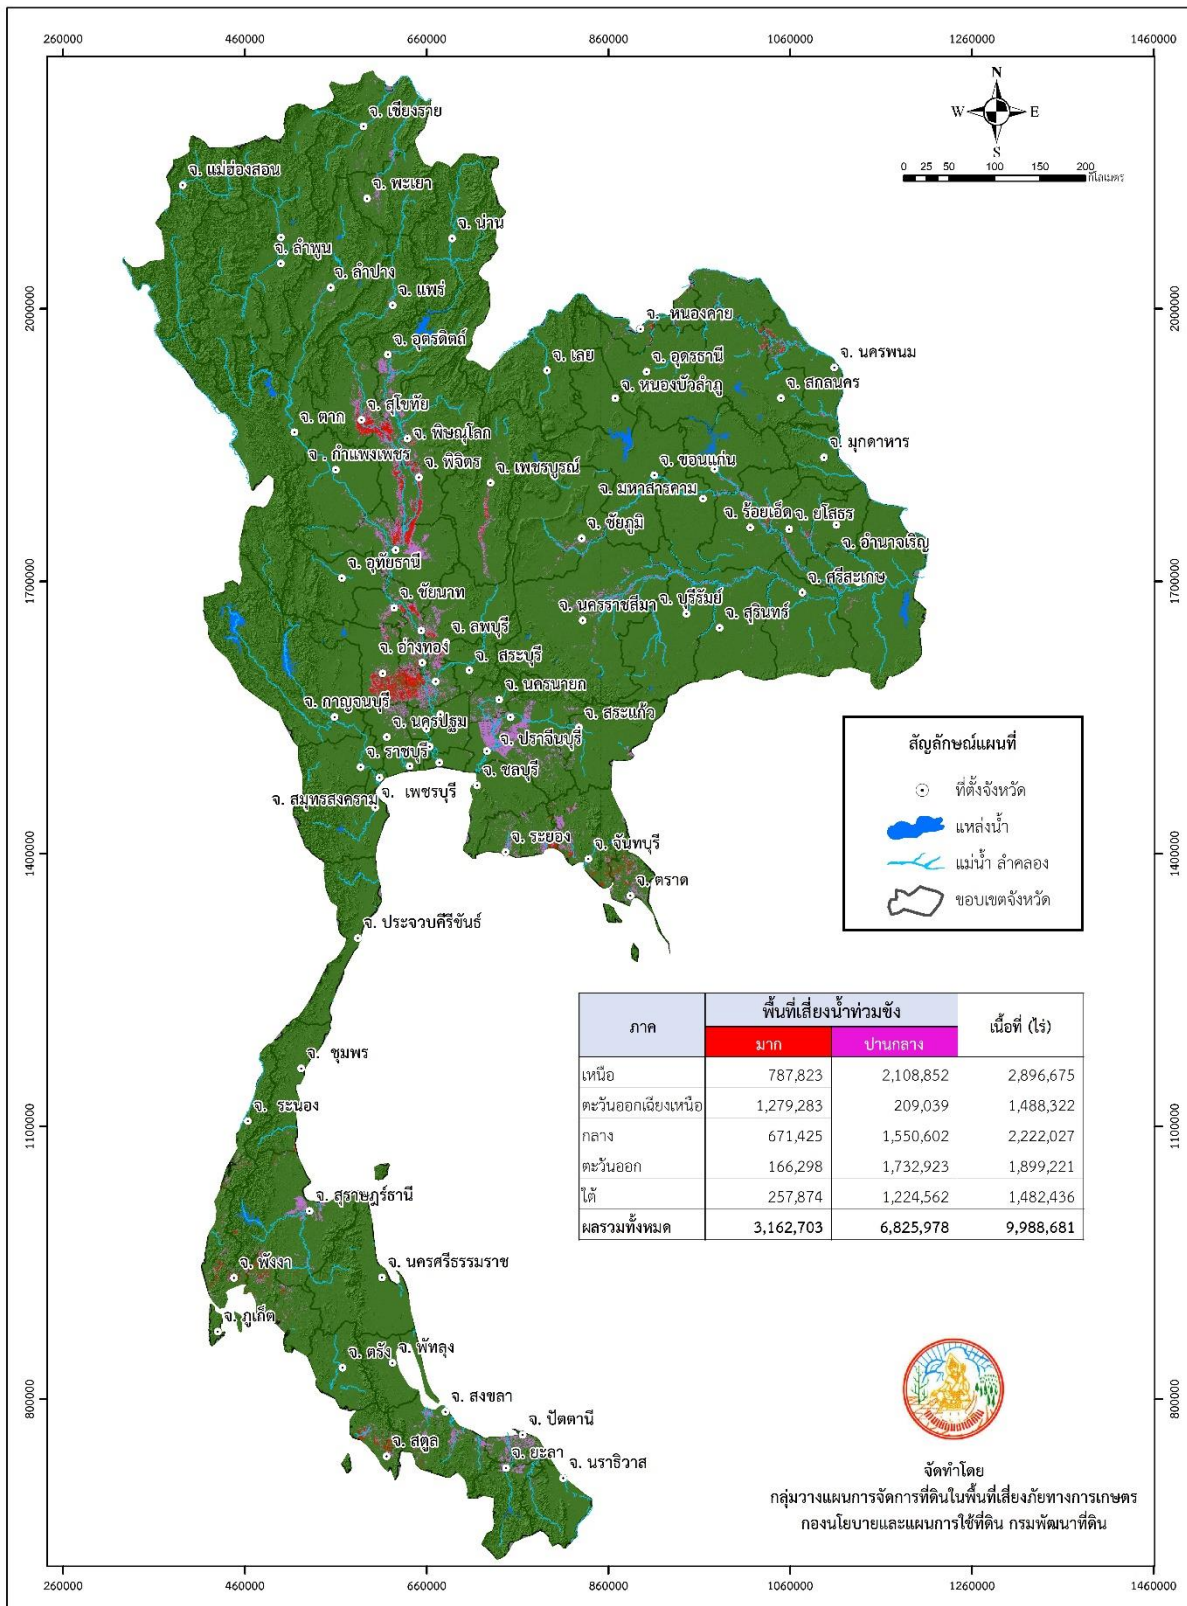 260000 460000 660000 860000 1060000 1260000 1460000
N
W E
S
0 25 50 100 150 200
กิโลเมตร
จ. เชียงราย
จ. แม่ฮ่องสอน
จ. พะเยา
จ. น่าน
จ. ลำพูน
จ. ลำปาง
จ. แพร่
2000000 2000000
จ. หนองคาย
จ. อุตรดิตถ์
จ. เลย
จ. อุดรธานี
จ. นครพนม
จ. หนองบัวลำภู
จ. สกลนคร
จ. สุโขทัย
จ. ตาก
จ. พิษณุโลก
จ. มุกดาหาร
จ . กำแพงเพชร
จ. พิจิตร
จ. เพชรบูรณ์
จ. ขอนแก่น
จ. มหาสารคาม
จ. ชัยภูมิ
จ. ร้อยเอ็ด
จ. ยโสธร
จ. อำนาจเจริญ
จ. อุทัยธานี
1700000 1700000
จ. ศรีสะเกษ
จ. ชัยนาท
จ. นครราชสีมา
จ. บุรีรัมย์
จ. สุรินทร์
จ. ลพบุรี
จ. อ่างทอง
จ. สระบุรี
จ. นครนายก
จ. กาญจนบุรี
จ. นครปฐม
จ. สระแก้ว
จ. ปราจีนบุรี
จ. ราชบุรี
จ. ชลบุรี
จ. สมุทรสงคราม
จ. เพชรบุรี
สัญลักษณ์แผนที่
ที่ตั้งจังหวัด
แหล่งน้ำ
แม่น้ำ ลำคลอง
ขอบเขตจังหวัด
จ. ระยอง
จ. จันทบุรี
1400000 1400000
จ. ตราด
จ. ประจวบคีรีขันธ์
ภาค พื้นที่เสี่ยงน้ำท่วมขัง เนื้อที่ (ไร่)
มาก ปานกลาง
เหนือ 787,823 2,108,852 2,896,675
ตะวันออกเฉียงเหนือ 1,279,283 209,039 1,488,322
กลาง 671,425 1,550,602 2,222,027
ตะวันออก 166,298 1,732,923 1,899,221
ใต้ 257,874 1,224,562 1,482,436
ผลรวมทั้งหมด 3,162,703 6,825,978 9,988,681
จ. ชุมพร
จ. ระนอง
1100000 1100000
จ. สุราษฎร์ธานี
จ. พังงา
จ. นครศรีธรรมราช
จ. ภูเก็ต
จ. ตรัง
จ. พัทลุง
800000 800000
จ. สงขลา
จ. ปัตตานี
จ. สตูล
จ. ยะลา
จ. นราธิวาส
กรมพัฒนาที่ดิน
จัดทำโดย
กลุ่มวางแผนการจัดการที่ดินในพื้นที่เสี่ยงภัยทางการเกษตร
กองนโยบายและแผนการใช้ที่ดิน กรมพัฒนาที่ดิน
260000 460000 660000 860000 1060000 1260000 1460000